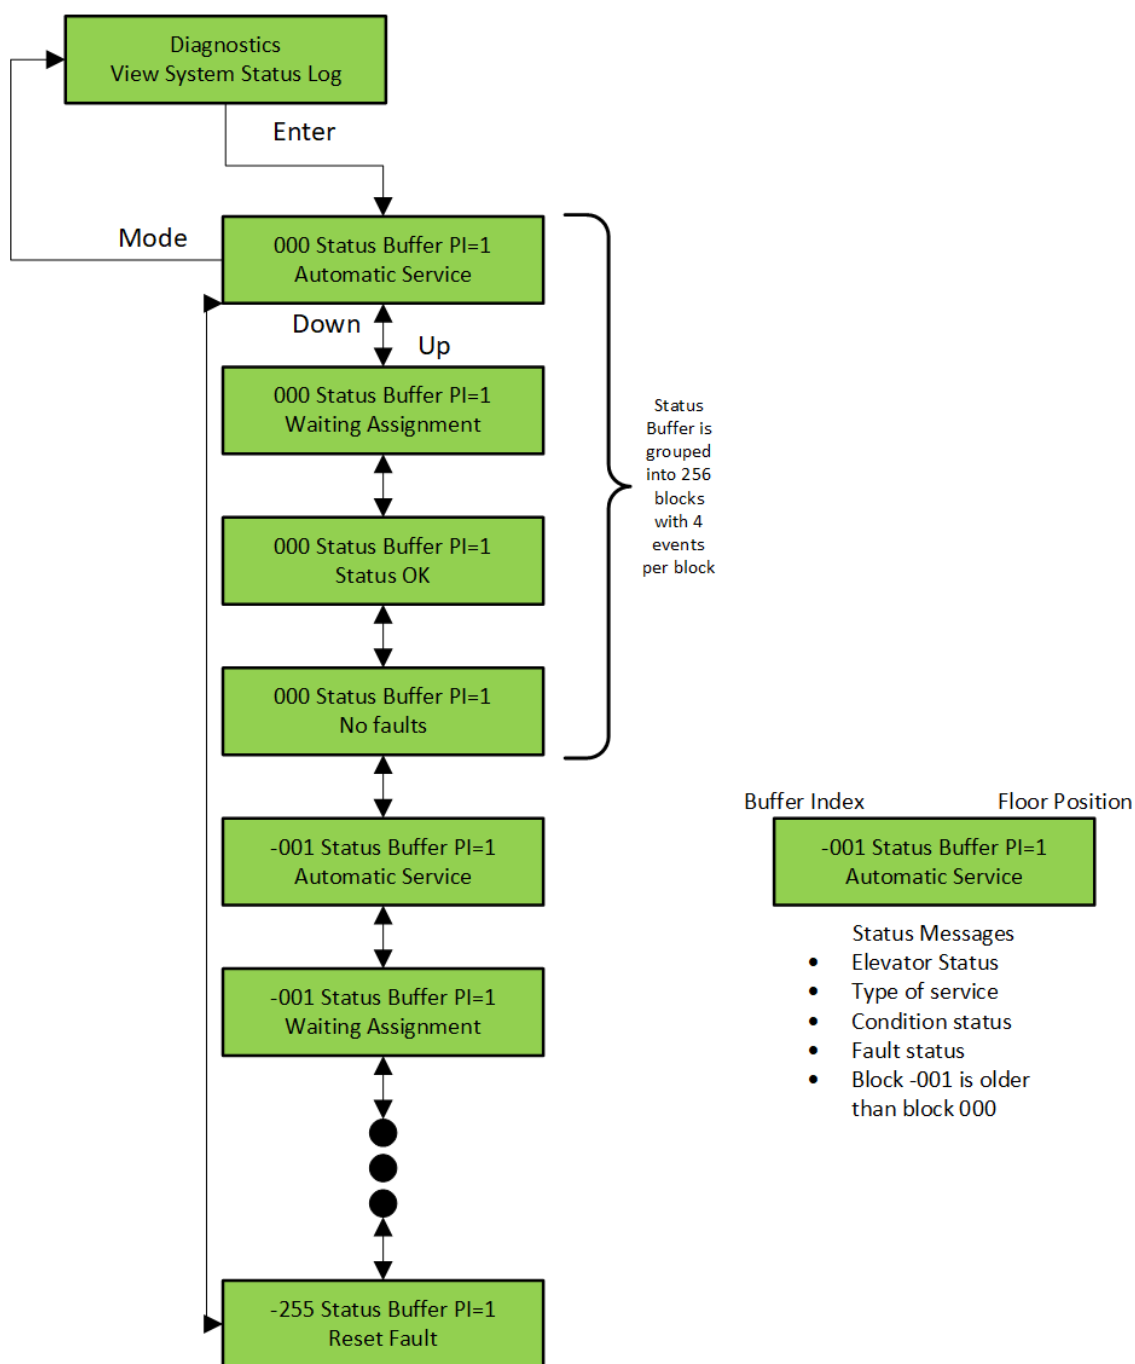 Diagnostics
View System Status Log
Enter
Mode
000 Status Buffer PI=1
Automatic Service
Down
Up
000 Status Buffer PI=1
Waiting Assignment
000 Status Buffer PI=1
Status OK
000 Status Buffer PI=1
No faults
Status
Buffer is
grouped
into 256
blocks
with 4
events
per block
-001 Status Buffer PI=1
Automatic Service
-001 Status Buffer PI=1
Waiting Assignment
-255 Status Buffer PI=1
Reset Fault
Buffer Index
Floor Position
-001 Status Buffer PI=1
Automatic Service
Status Messages
• Elevator Status
• Type of service
• Condition status
• Fault status
• Block -001 is older
than block 000